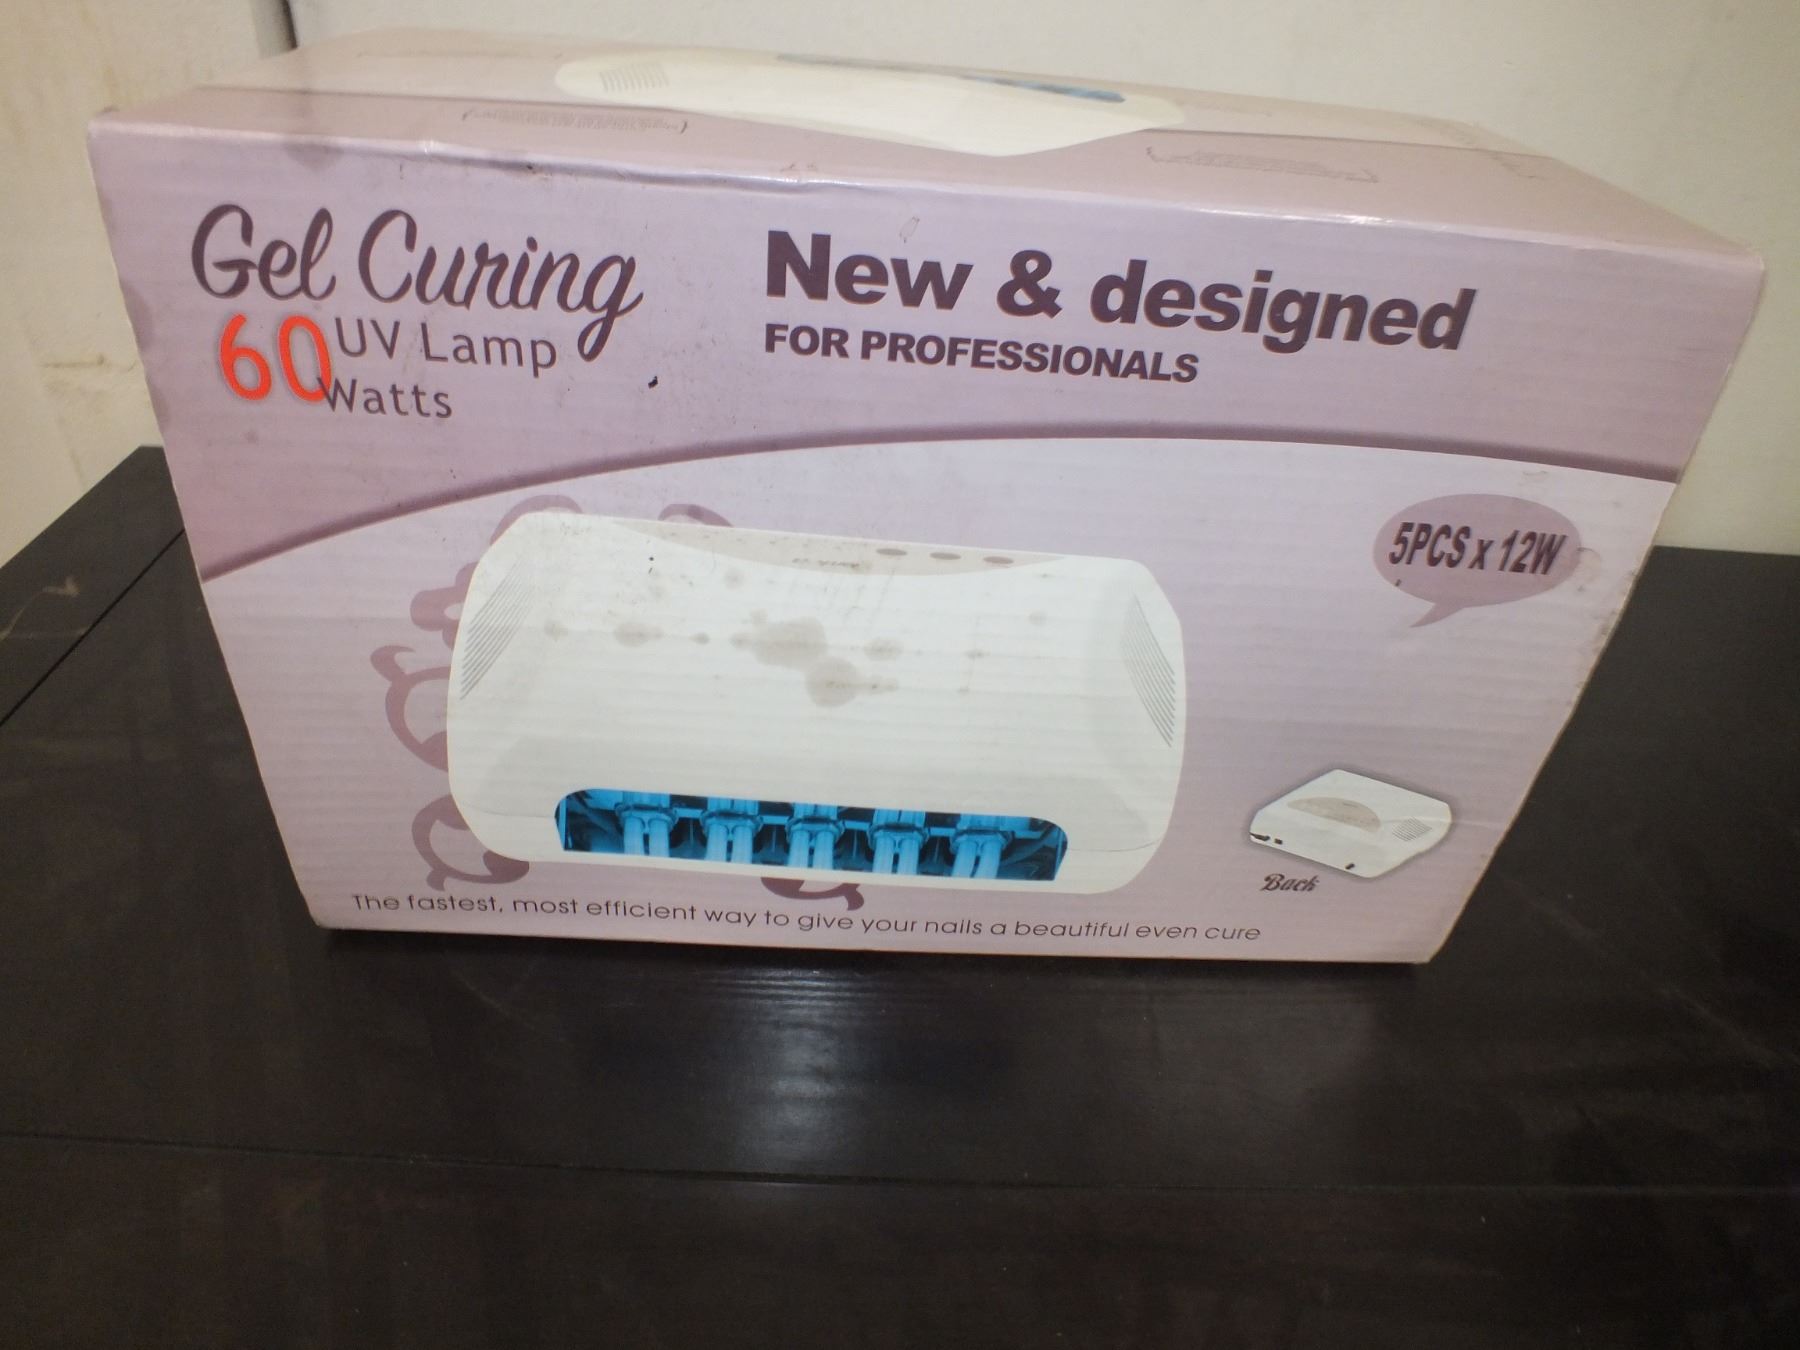 Gel Curing
60 UV Lamp
Watts
New & designed
FOR PROFESSIONALS
5PCS x 12W
Back
The fastest, most efficient way to give your nails a beautiful even cure